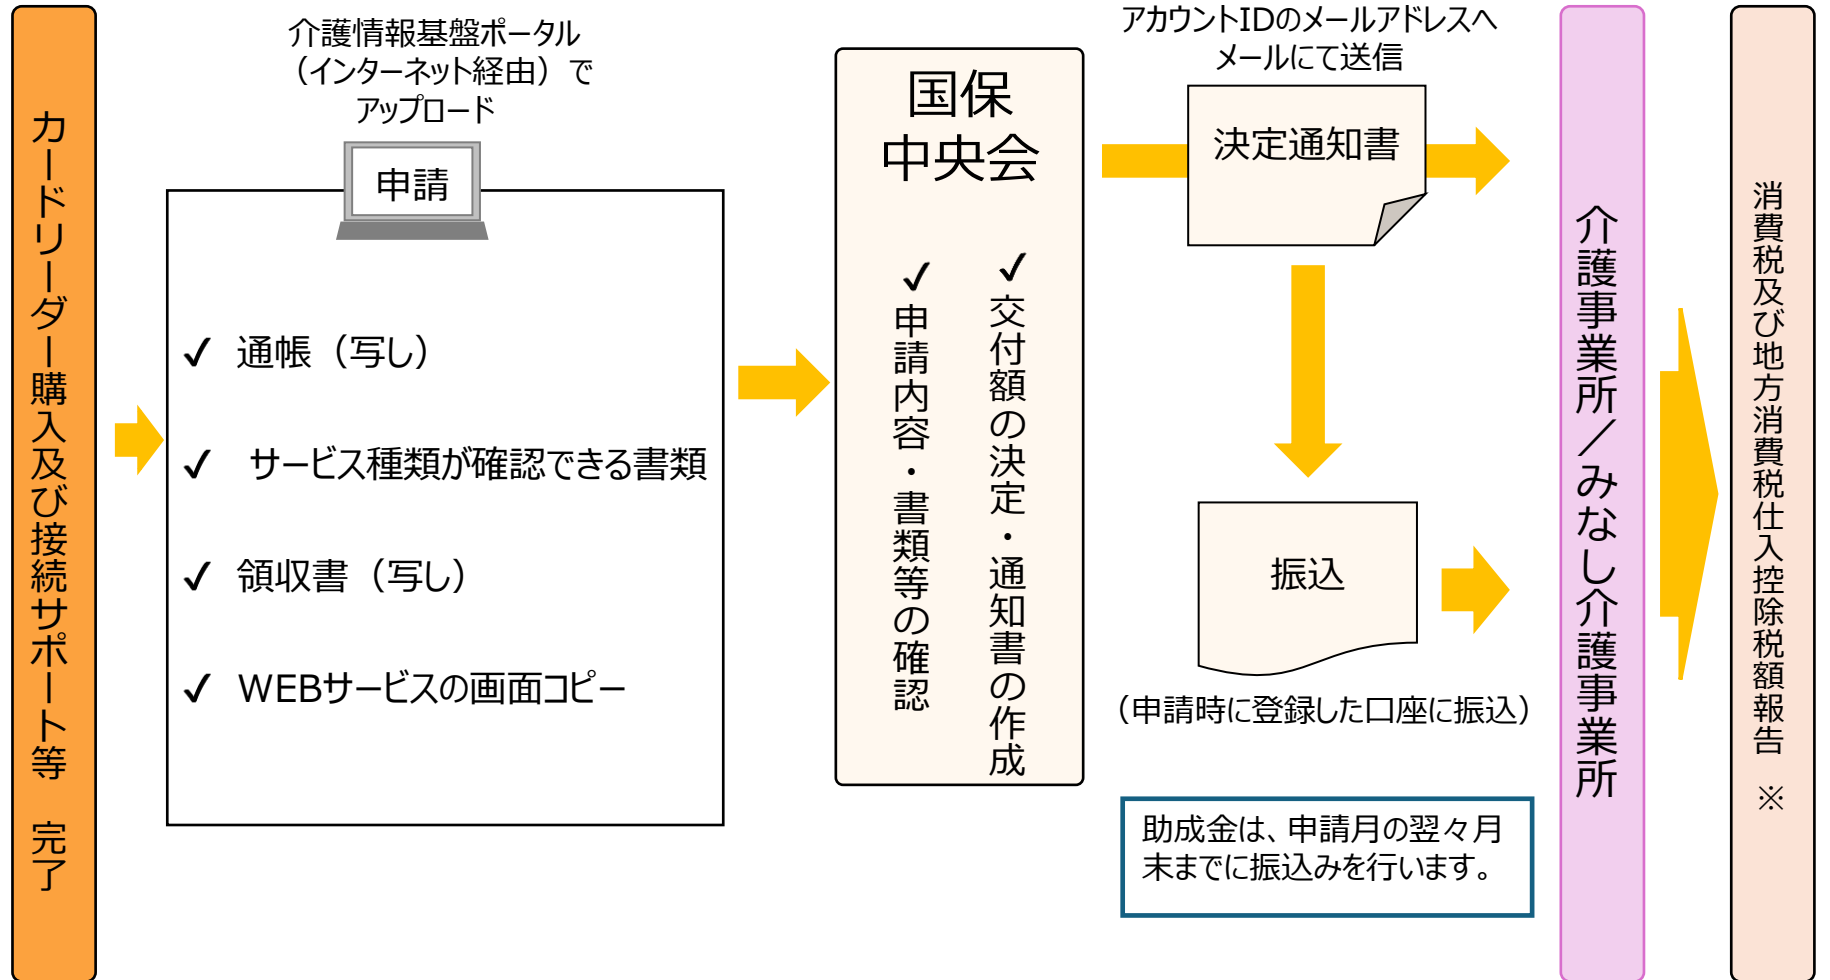 カードリーダー購入及び接続サポート等　完了
介護情報基盤ポータル
（インターネット経由）で
アップロード
申請
✓ 通帳（写し）
✓ サービス種類が確認できる書類
✓ 領収書（写し）
✓ WEBサービスの画面コピー
国保
中央会
✓ 申請内容・書類等の確認
✓ 交付額の決定・通知書の作成
アカウントIDのメールアドレスへ
メールにて送信
決定通知書
振込
（申請時に登録した口座に振込）
助成金は、申請月の翌々月
末までに振込みを行います。
介護事業所／みなし介護事業所
消費税及び地方消費税仕入控除税額報告　※